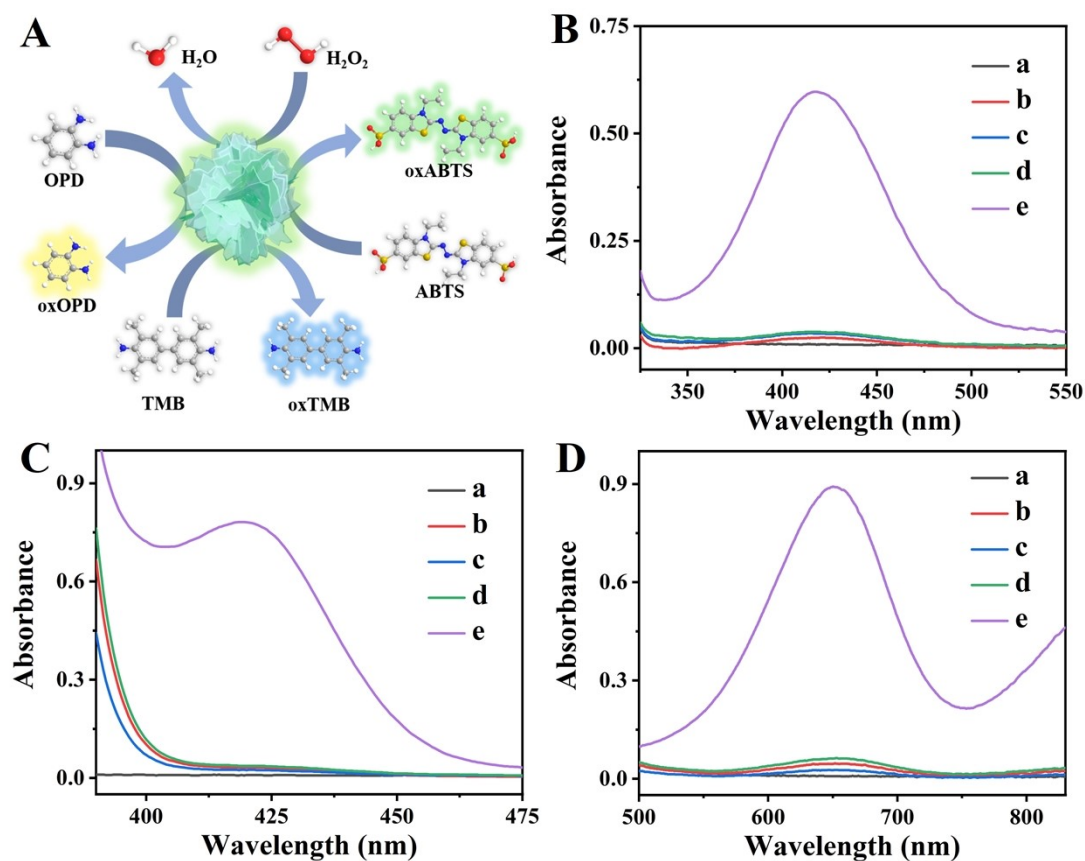 A
H₂O
H₂O₂
OPD
oxABTS
oxOPD
ABTS
TMB
oxTMB
B
Absorbance
0.75
0.50
0.25
0.00
350 400 450 500 550
Wavelength (nm)
a
b
c
d
e
C
Absorbance
0.9
0.6
0.3
0.0
400 425 450 475
Wavelength (nm)
a
b
c
d
e
D
Absorbance
0.9
0.6
0.3
0.0
500 600 700 800
Wavelength (nm)
a
b
c
d
e